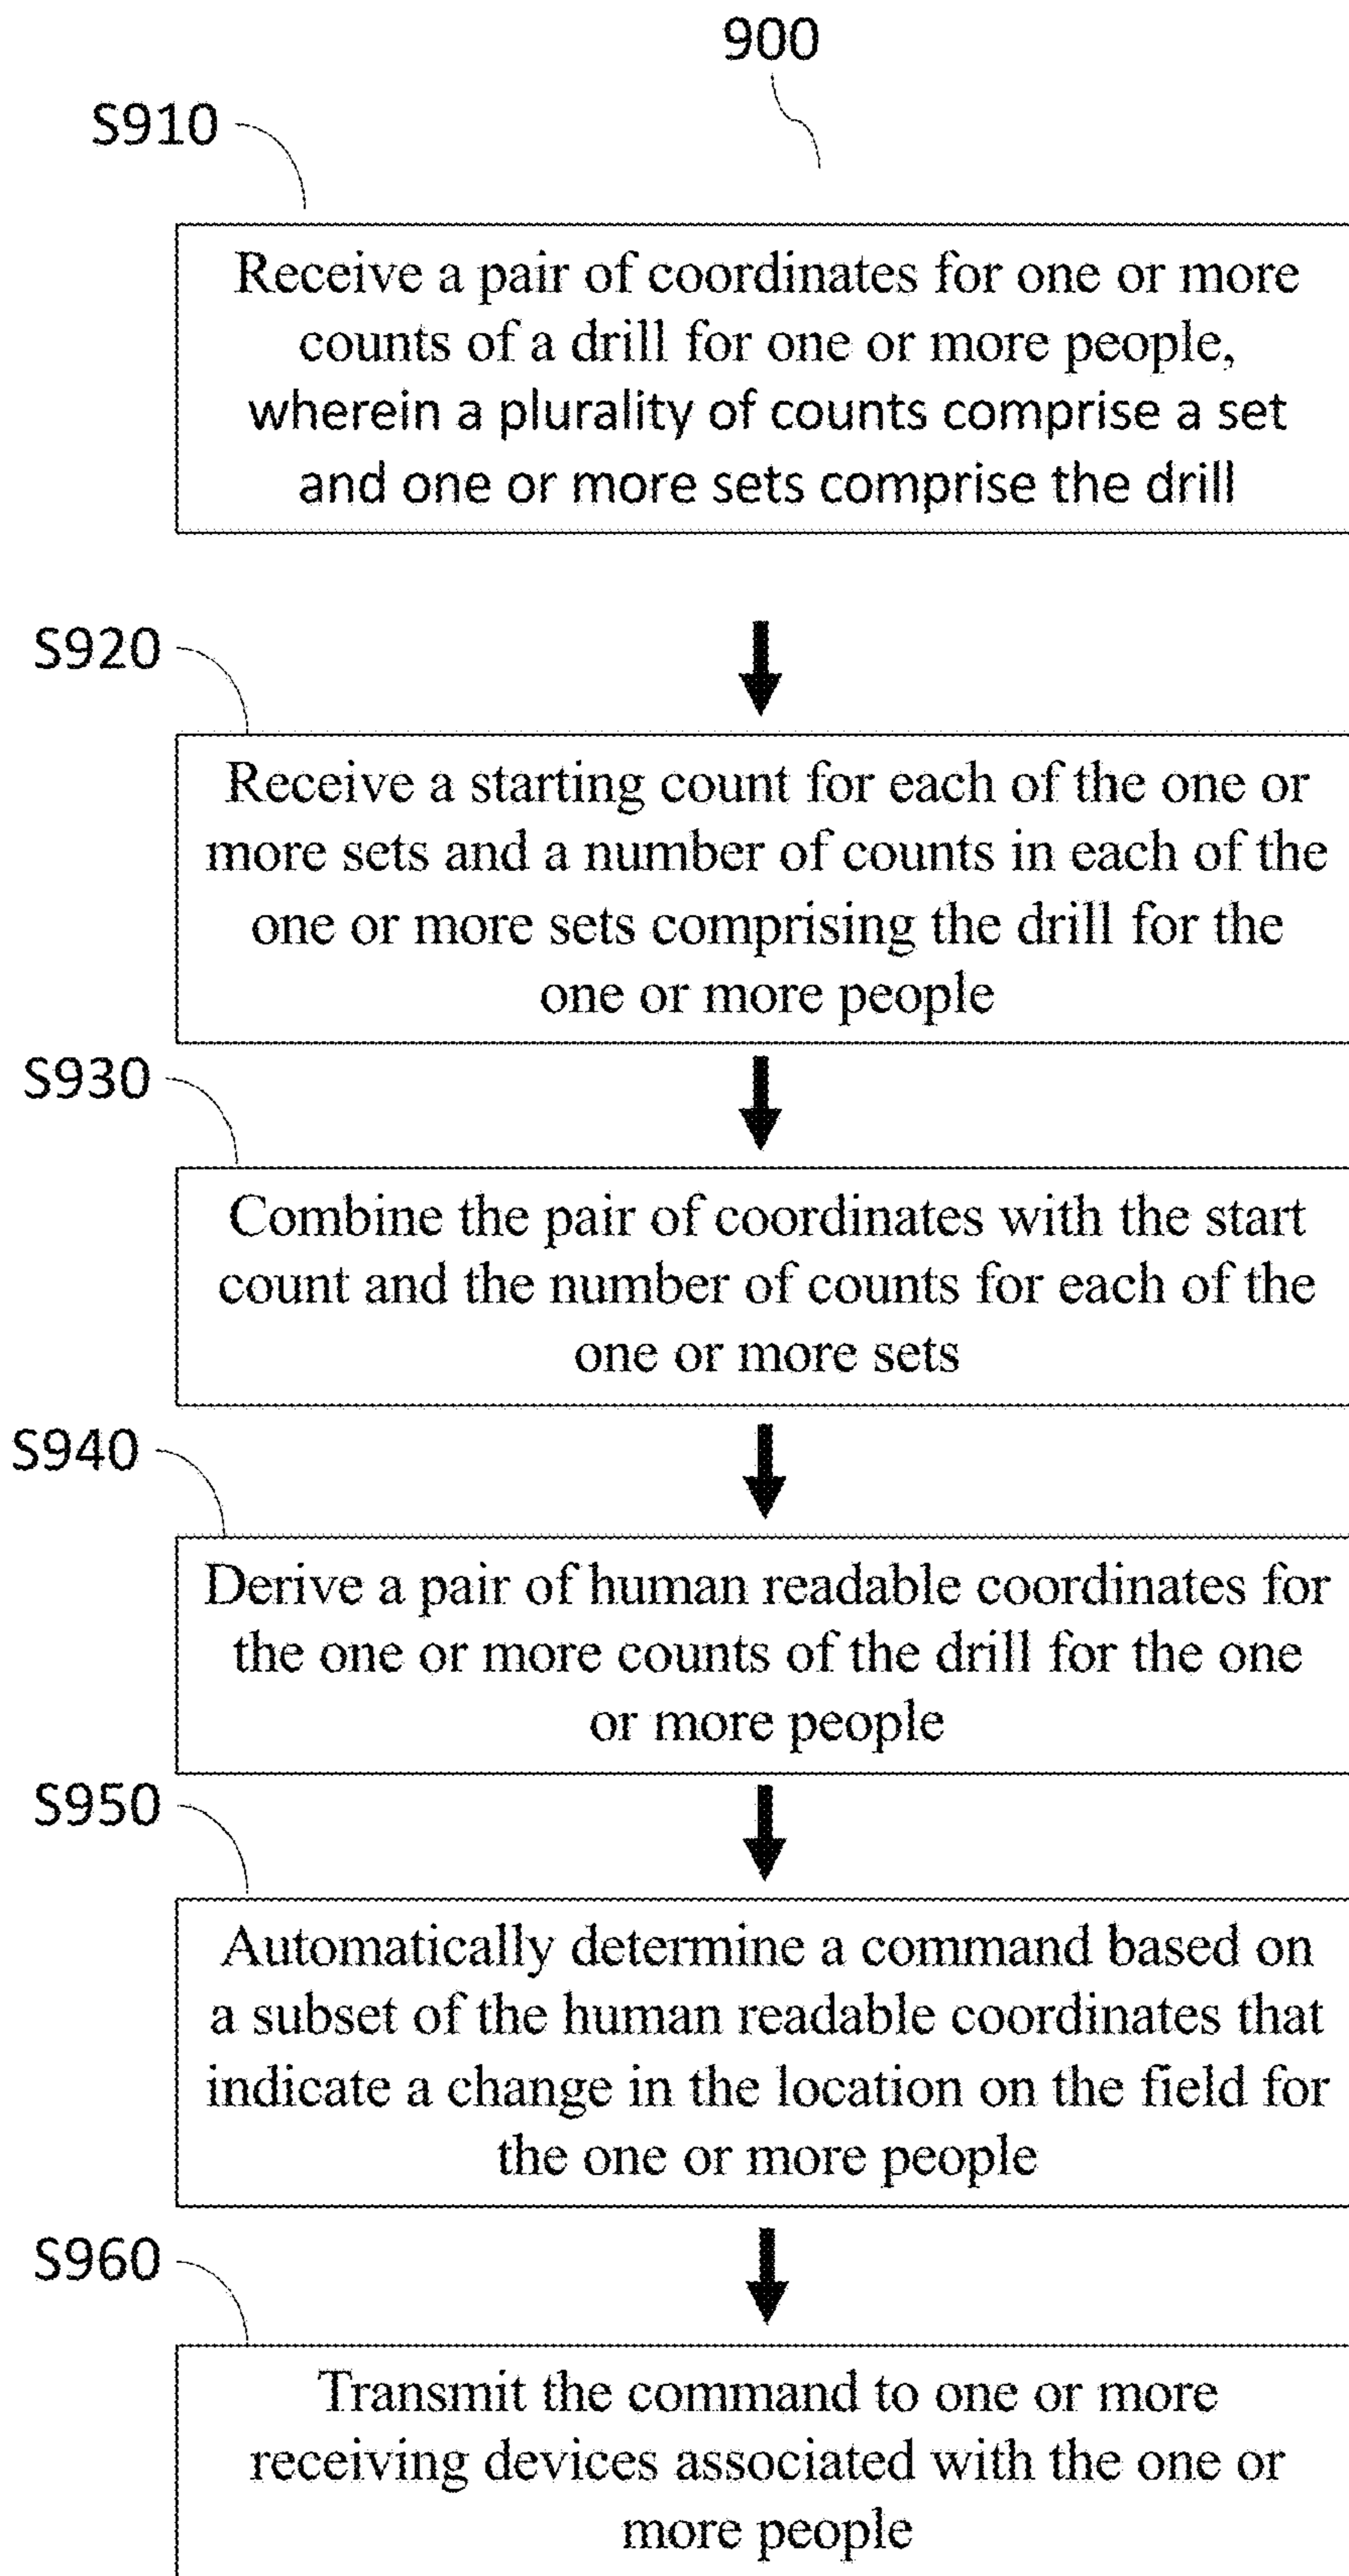 900
S910
Receive a pair of coordinates for one or more
counts of a drill for one or more people,
wherein a plurality of counts comprise a set
and one or more sets comprise the drill
S920
Receive a starting count for each of the one or
more sets and a number of counts in each of the
one or more sets comprising the drill for the
one or more people
S930
Combine the pair of coordinates with the start
count and the number of counts for each of the
one or more sets
S940
Derive a pair of human readable coordinates for
the one or more counts of the drill for the one
or more people
S950
Automatically determine a command based on
a subset of the human readable coordinates that
indicate a change in the location on the field for
the one or more people
S960
Transmit the command to one or more
receiving devices associated with the one or
more people